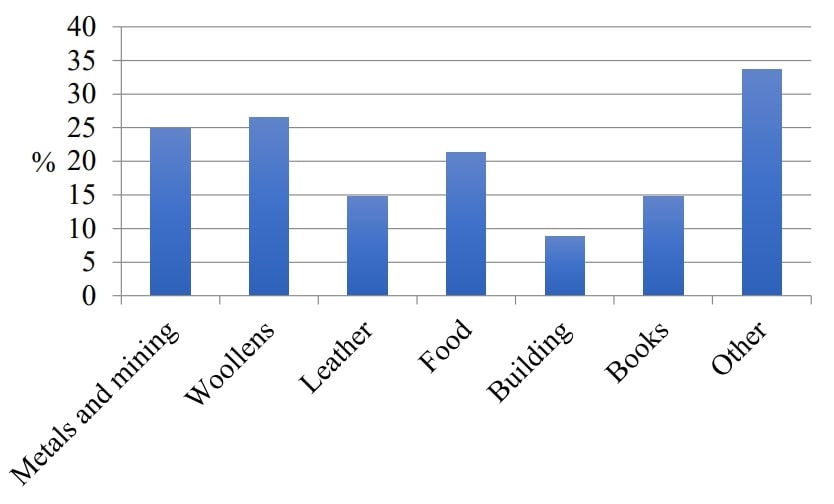 40
35
30
25
% 20
15
10
5
0
Metals and mining
Woollens
Leather
Food
Building
Books
Other